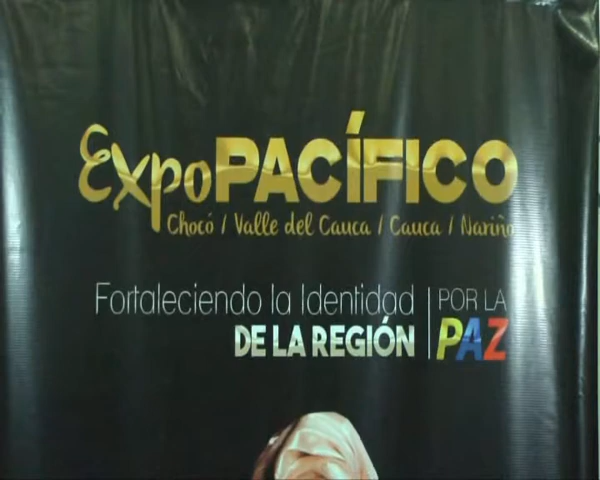 ExpoPACÍFICO
Chocó / Valle del Cauca / Cauca / Nariño
Fortaleciendo la Identidad
DE LA REGIÓN
POR LA
PAZ